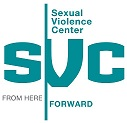 Sexual
Violence
Center
SVC
FROM HERE FORWARD